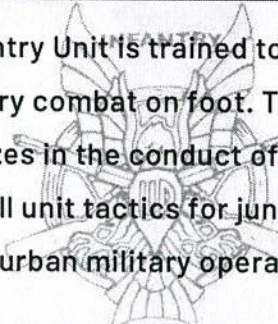 INFANTRY
ntry Unit is trained to
ry combat on foot. T
zes in the conduct of
ll unit tactics for jun
urban military opera